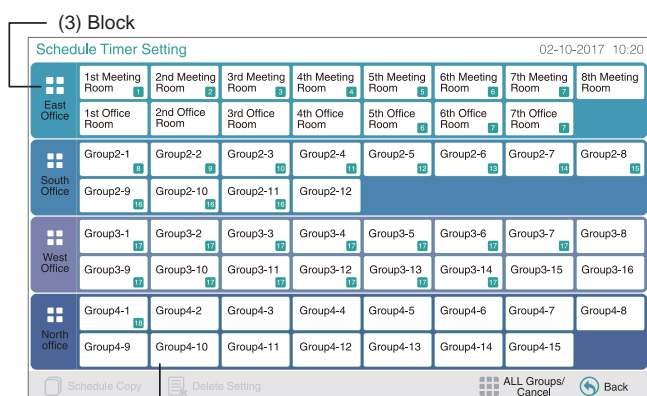 (3) Block
Schedule Timer Setting 02-10-2017 10:20
East
Office
1st Meeting
Room 1
2nd Meeting
Room 2
3rd Meeting
Room 3
4th Meeting
Room 4
5th Meeting
Room 5
6th Meeting
Room 6
7th Meeting
Room 7
8th Meeting
Room
1st Office
Room
2nd Office
Room
3rd Office
Room
4th Office
Room
5th Office
Room 6
6th Office
Room 7
7th Office
Room 7
South
Office
Group2-1
8
Group2-2
9
Group2-3
10
Group2-4
11
Group2-5
12
Group2-6
13
Group2-7
14
Group2-8
15
Group2-9
16
Group2-10
16
Group2-11
16
Group2-12
West
Office
Group3-1
17
Group3-2
17
Group3-3
17
Group3-4
17
Group3-5
17
Group3-6
17
Group3-7
17
Group3-8
Group3-9
17
Group3-10
17
Group3-11
17
Group3-12
17
Group3-13
17
Group3-14
17
Group3-15
Group3-16
North
office
Group4-1
18
Group4-2
Group4-3
Group4-4
Group4-5
Group4-6
Group4-7
Group4-8
Group4-9
Group4-10
Group4-11
Group4-12
Group4-13
Group4-14
Group4-15
Schedule Copy
Delete Setting
ALL Groups/
Cancel
Back